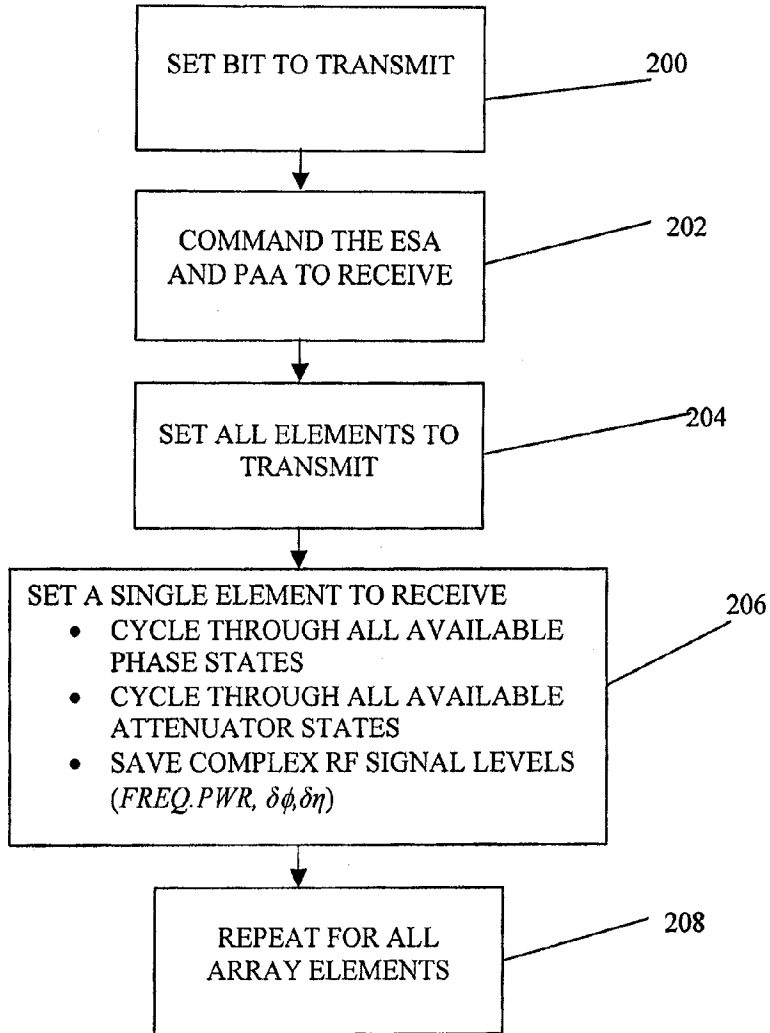 SET BIT TO TRANSMIT
200
COMMAND THE ESA
AND PAA TO RECEIVE
202
SET ALL ELEMENTS TO
TRANSMIT
204
SET A SINGLE ELEMENT TO RECEIVE
• CYCLE THROUGH ALL AVAILABLE
PHASE STATES
• CYCLE THROUGH ALL AVAILABLE
ATTENUATOR STATES
• SAVE COMPLEX RF SIGNAL LEVELS
(FREQ.PWR, δϕ,δη)
206
REPEAT FOR ALL
ARRAY ELEMENTS
208